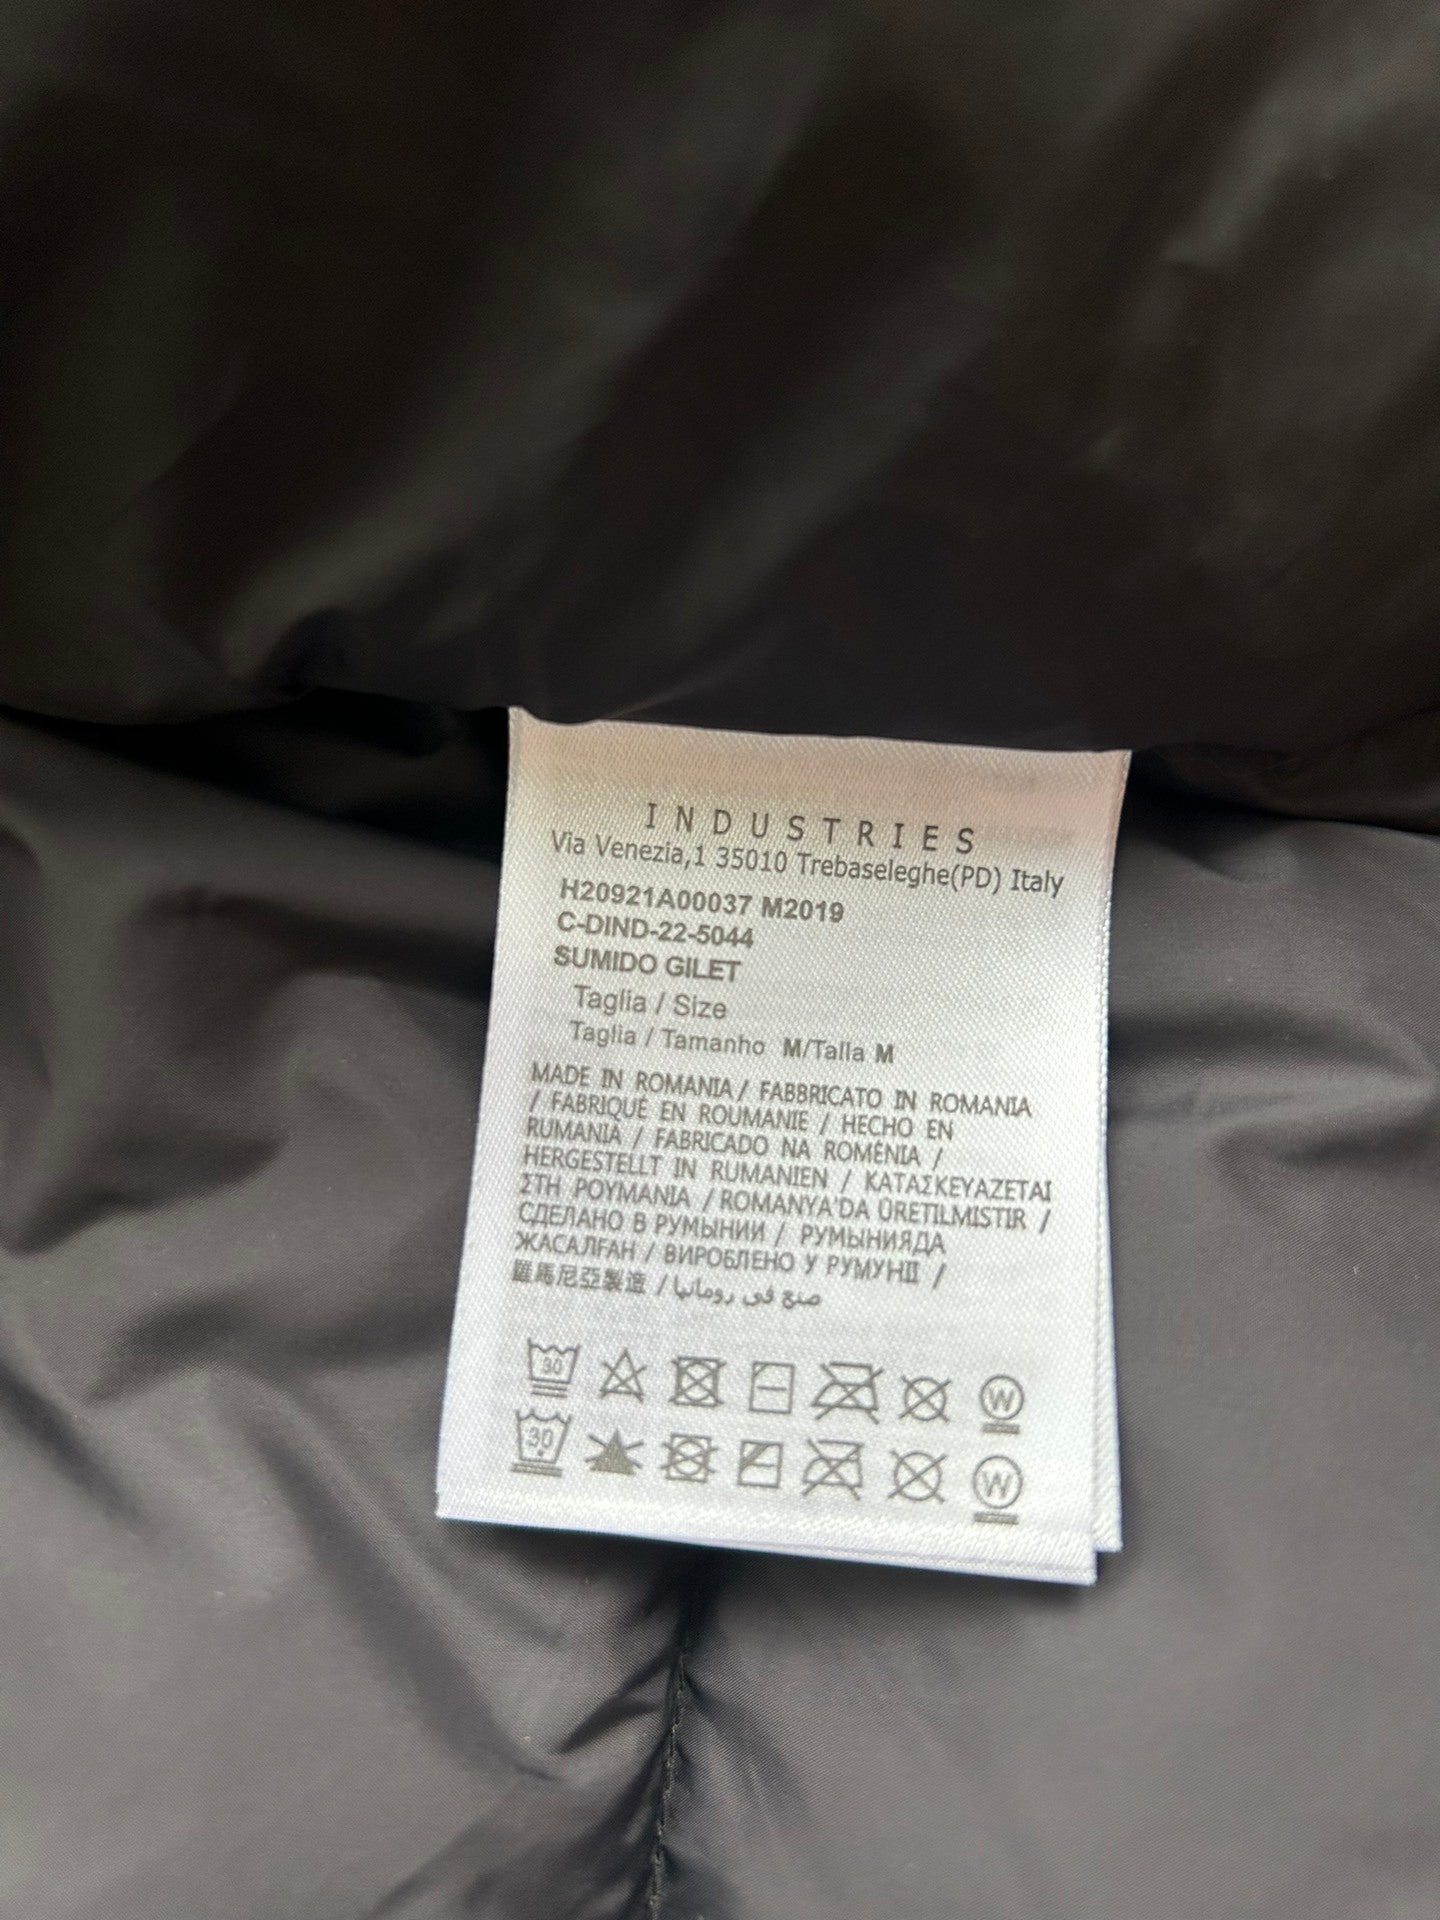 INDUSTRIES
Via Venezia,1 35010 Trebaseleghe(PD) Italy
H20921A00037 M2019
C-DIND-22-5044
SUMIDO GILET
Taglia / Size
Taglia / Tamanho M/Talla M
MADE IN ROMANIA / FABBRICATO IN ROMANIA
/ FABRIQUÉ EN ROUMANIE / HECHO EN
RUMANIA / FABRICADO NA ROMÉNIA /
HERGESTELLT IN RUMANIEN / ΚΑΤΑΣΚΕΥΑΖΕΤΑΙ
ΣΤΗ ΡΟΥΜΑΝΙΑ / ROMANYA'DA ÜRETILMISTIR /
СДЕЛАНО В РУМЫНИИ / РУМЫНИЯДА
ЖАСАЛҒАН / ВИРОБЛЕНО У РУМУНІЇ /
羅馬尼亞製造 / صنع في رومانيا
30 W
30 W